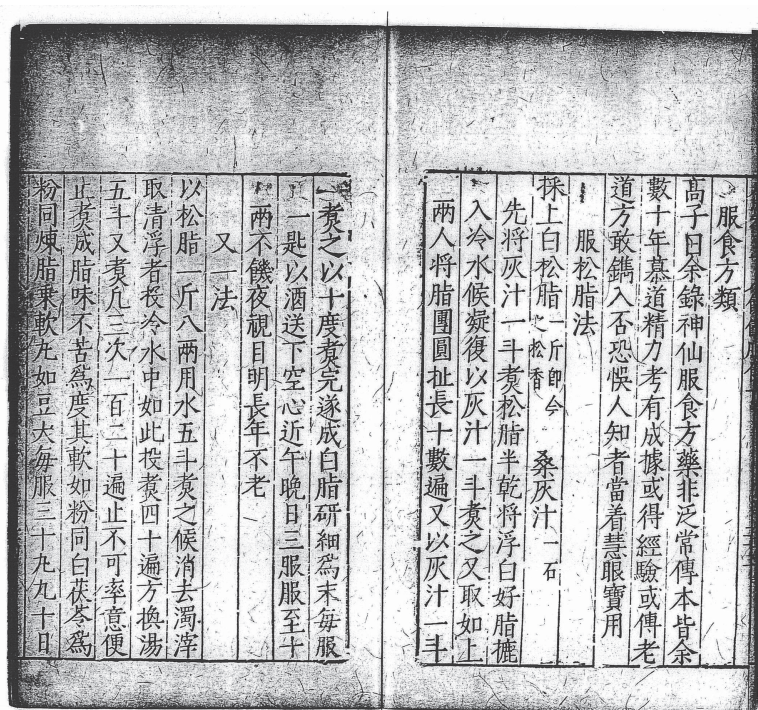 服食方類
高子曰余錄神仙服食方藥非泛常傳本皆余
數十年慕道精力考有成據或得經驗或傳老
道方敢鐫入否恐悞人知者當着慧眼寶用
服松脂法
採上白松脂一斤即今之松香 桑灰汁一石
先將灰汁一斗煑松脂半乾將浮白好脂摝
入冷水候凝復以灰汁一斗煑之又取如上
兩人將脂團圓扯長十數遍又以灰汁一斗
煑之以十度煑完遂成白脂研細爲末每服
一匙以酒送下空心近午晚日三服服至十
兩不饑夜視目明長年不老
又一法
以松脂一斤八兩用水五斗煑之候消去濁滓
取清浮者投冷水中如此投煑四十遍方換湯
五斗又煑凡三次一百二十遍止不可率意便
止煑成脂味不苦爲度其軟如粉同白茯苓爲
粉同煉脂乗軟丸如豆大每服三十丸九十日